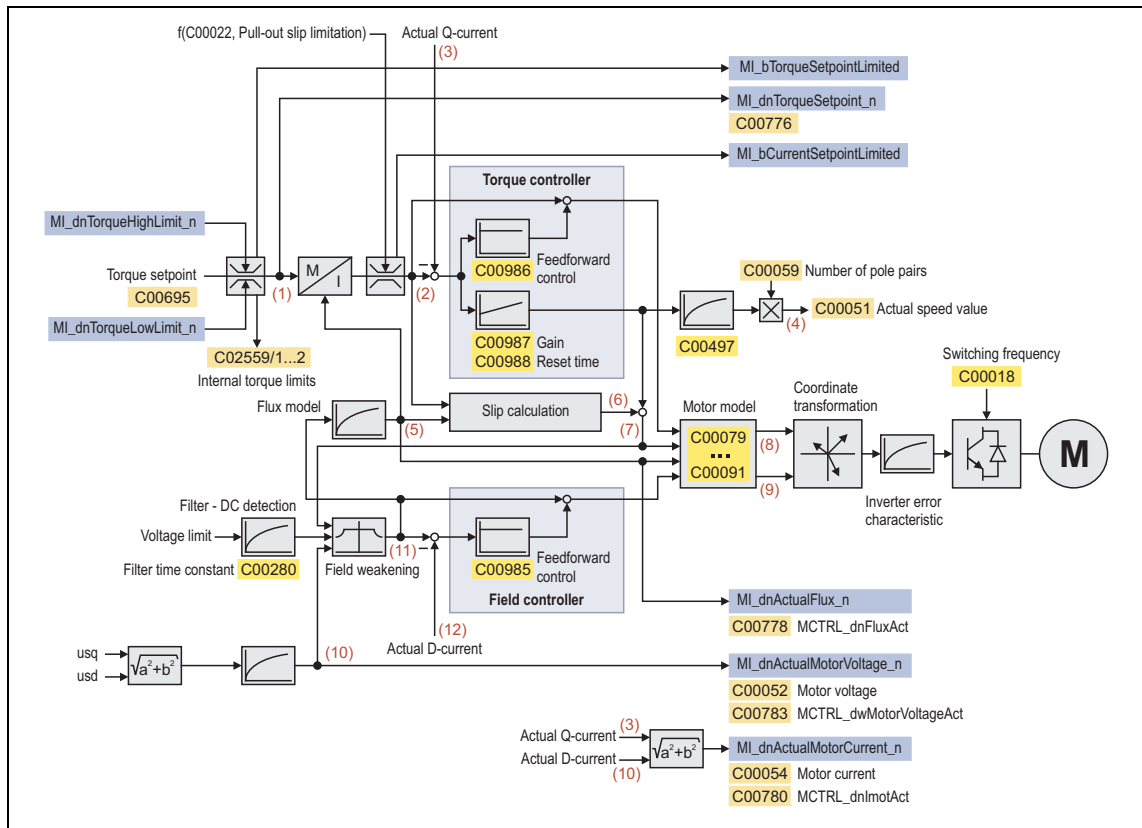 f(C00022, Pull-out slip limitation)
Actual Q-current
(3)
MI_bTorqueSetpointLimited
MI_dnTorqueSetpoint_n
C00776
MI_bCurrentSetpointLimited
Torque controller
MI_dnTorqueHighLimit_n
Torque setpoint
C00695
MI_dnTorqueLowLimit_n
(1)
M
I
(2)
–
C00986
Feedforward
control
C00987 Gain
C00988 Reset time
C00059 Number of pole pairs
C00051 Actual speed value
(4)
C00497
C02559/1...2
Internal torque limits
Switching frequency
C00018
Flux model
(5)
Slip calculation
(6)
(7)
Motor model
C00079
...
C00091
(8)
(9)
Coordinate
transformation
Inverter error
characteristic
M
Filter - DC detection
Voltage limit
Filter time constant C00280
Field weakening
(11)
–
C00985
Feedforward
control
Field controller
(12)
Actual D-current
MI_dnActualFlux_n
C00778 MCTRL_dnFluxAct
usq
usd
√a²+b²
(10)
MI_dnActualMotorVoltage_n
C00052 Motor voltage
C00783 MCTRL_dwMotorVoltageAct
Actual Q-current (3)
Actual D-current
(10)
√a²+b²
MI_dnActualMotorCurrent_n
C00054 Motor current
C00780 MCTRL_dnImotAct